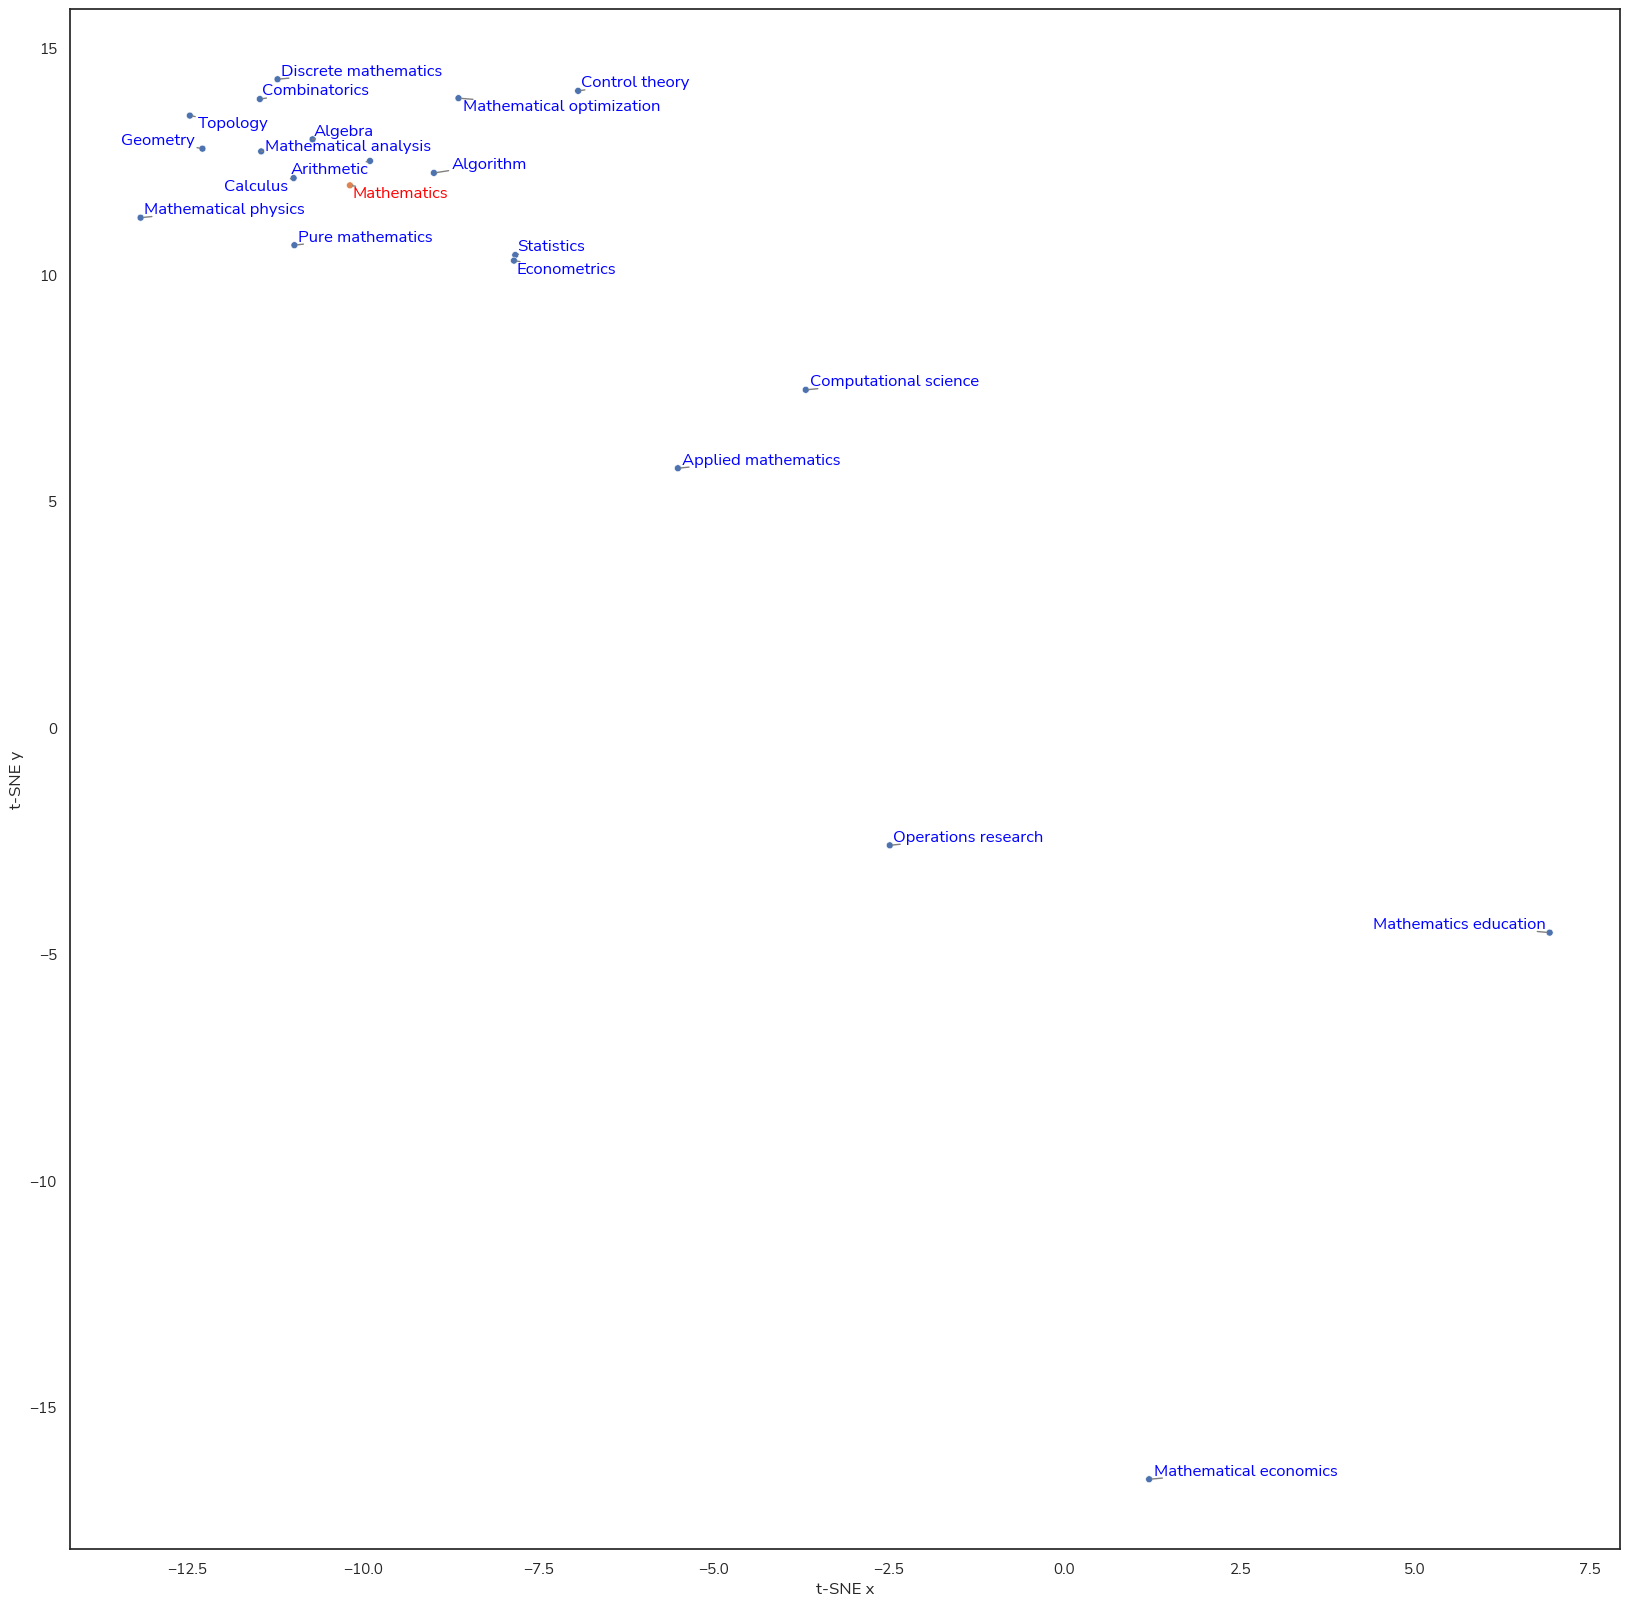 15
Discrete mathematics
Control theory
Combinatorics
Mathematical optimization
Topology
Algebra
Geometry
Mathematical analysis
Algorithm
Arithmetic
Calculus
Mathematics
Mathematical physics
Pure mathematics
Statistics
Econometrics
10
Computational science
Applied mathematics
5
0
t-SNE y
Operations research
Mathematics education
−5
−10
−15
Mathematical economics
−12.5 −10.0 −7.5 −5.0 −2.5 0.0 2.5 5.0 7.5
t-SNE x